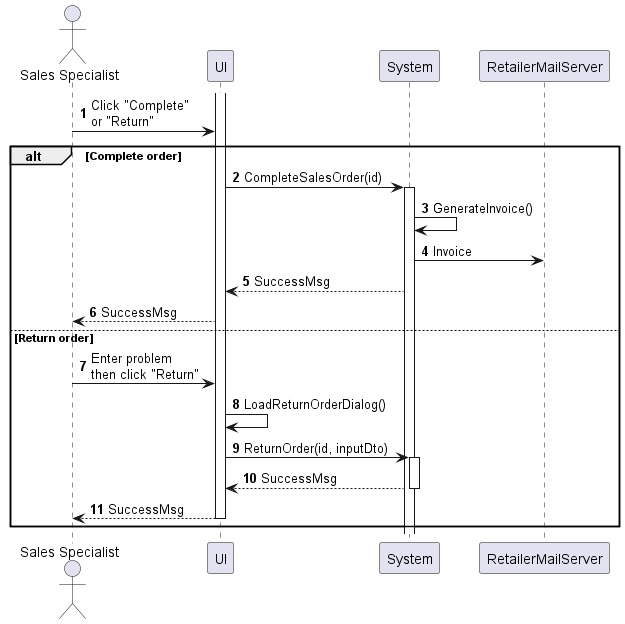 Sales Specialist
UI
System
RetailerMailServer
1 Click "Complete"
or "Return"
alt [Complete order]
2 CompleteSalesOrder(id)
3 GenerateInvoice()
4 Invoice
5 SuccessMsg
6 SuccessMsg
[Return order]
7 Enter problem
then click "Return"
8 LoadReturnOrderDialog()
9 ReturnOrder(id, inputDto)
10 SuccessMsg
11 SuccessMsg
Sales Specialist
UI
System
RetailerMailServer